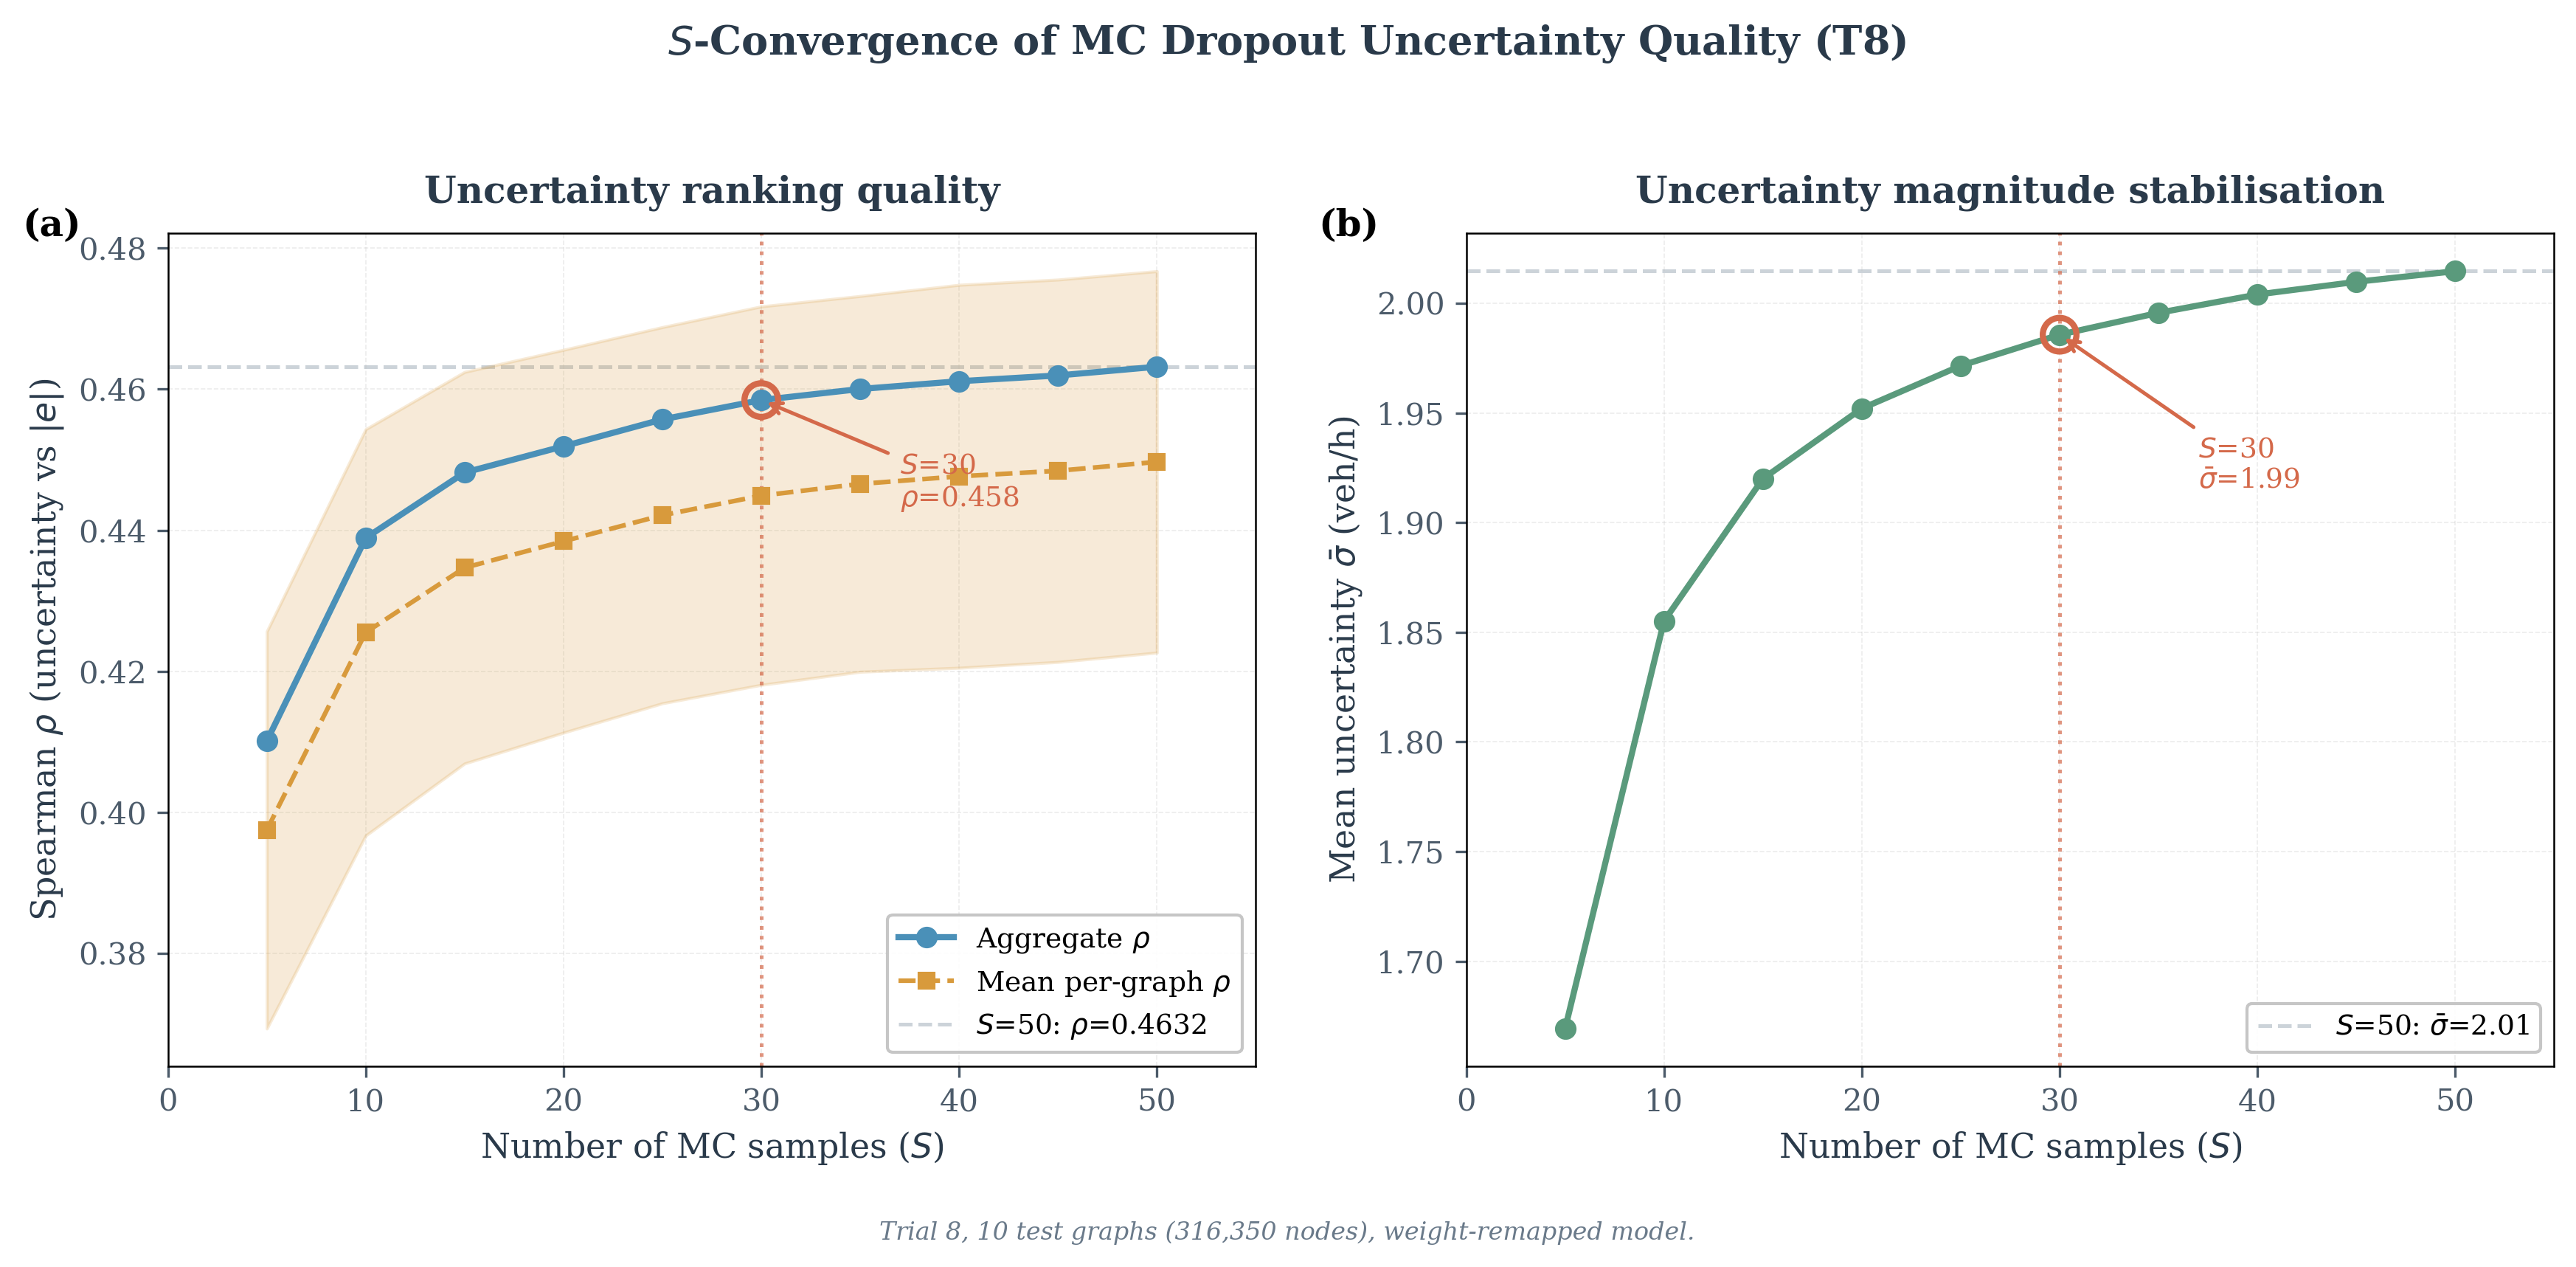 S-Convergence of MC Dropout Uncertainty Quality (T8)
(a)
Uncertainty ranking quality
Spearman ρ (uncertainty vs |e|)
0.48
0.46
0.44
0.42
0.40
0.38
S=30
ρ=0.458
Aggregate ρ
Mean per-graph ρ
S=50: ρ=0.4632
0 10 20 30 40 50
Number of MC samples (S)
(b)
Uncertainty magnitude stabilisation
Mean uncertainty σ̄ (veh/h)
2.00
1.95
1.90
1.85
1.80
1.75
1.70
S=30
σ̄=1.99
S=50: σ̄=2.01
0 10 20 30 40 50
Number of MC samples (S)
Trial 8, 10 test graphs (316,350 nodes), weight-remapped model.